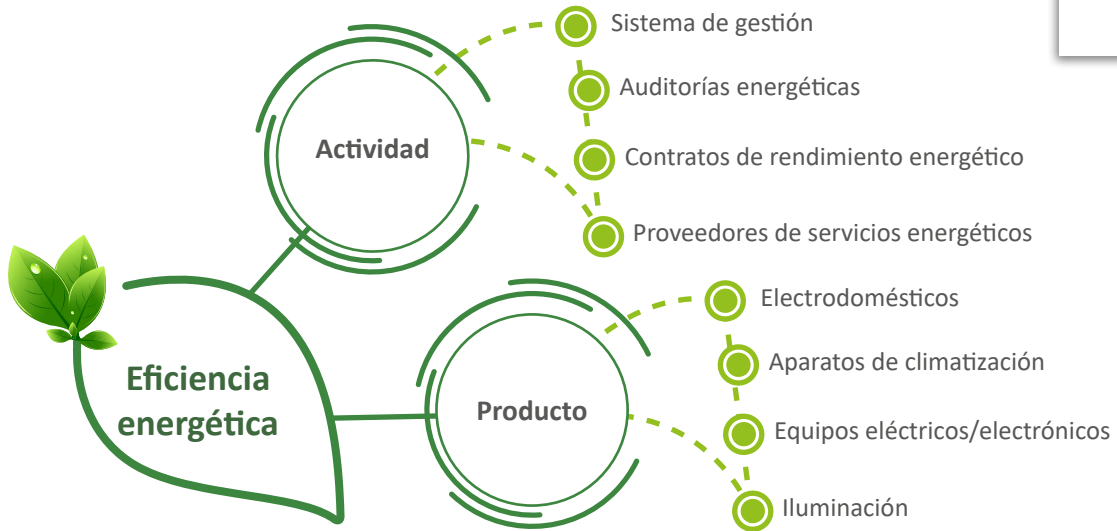 Sistema de gestión
Auditorías energéticas
Actividad
Contratos de rendimiento energético
Proveedores de servicios energéticos
Eficiencia
energética
Electrodomésticos
Aparatos de climatización
Producto
Equipos eléctricos/electrónicos
Iluminación